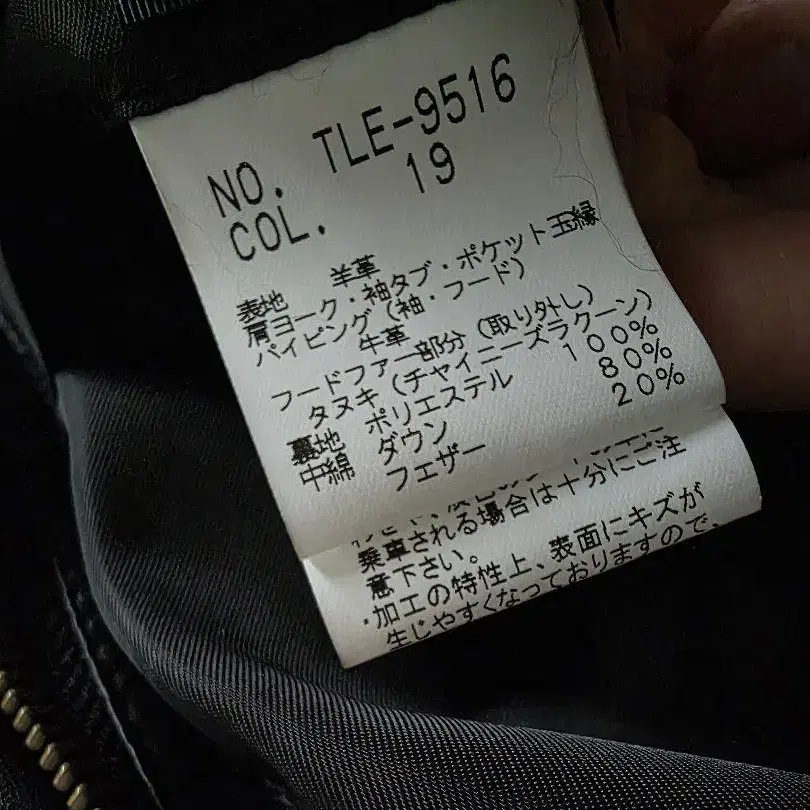 NO. TLE-9516
COL. 19
表地 羊革
肩ヨーク・袖タブ・ポケット玉縁
パイピング(袖・フード)
牛革
フードファー部分(取り外し)
タヌキ(チャイニーズラクーン)
裏地 ポリエステル 100%
中綿 ダウン 80%
フェザー 20%
乗車される場合は十分にご注
意下さい。
・加工の特性上、表面にキズが
生じやすくなっておりますので、